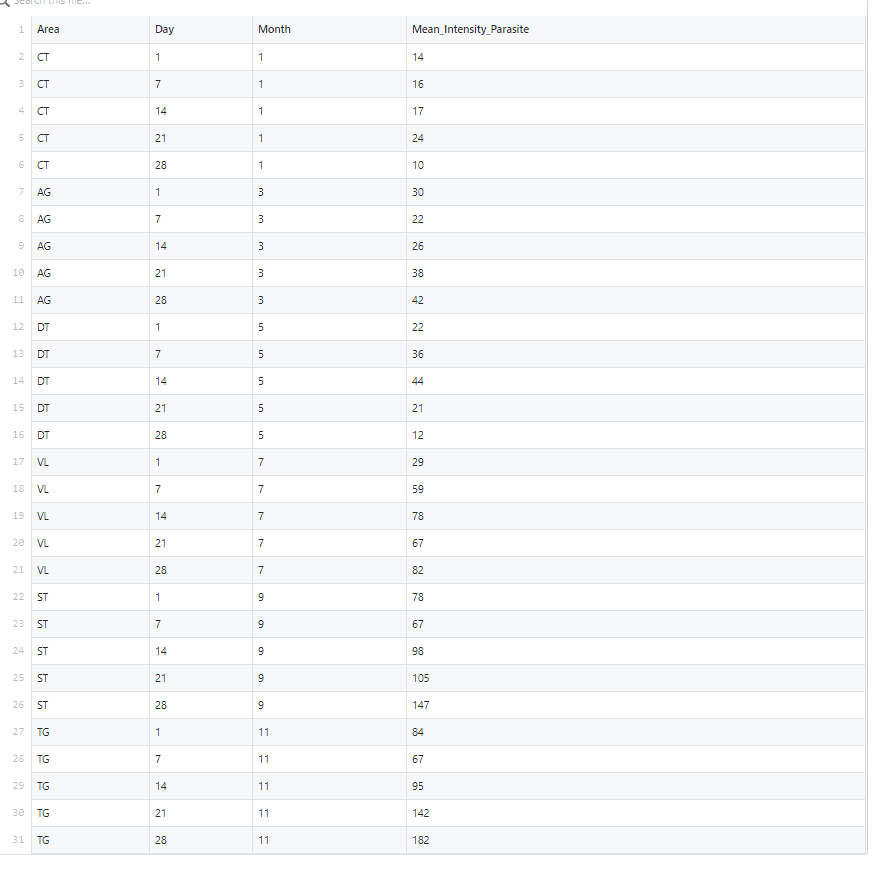 Search this file...
1 Area Day Month Mean_Intensity_Parasite
2 CT 1 1 14
3 CT 7 1 16
4 CT 14 1 17
5 CT 21 1 24
6 CT 28 1 10
7 AG 1 3 30
8 AG 7 3 22
9 AG 14 3 26
10 AG 21 3 38
11 AG 28 3 42
12 DT 1 5 22
13 DT 7 5 36
14 DT 14 5 44
15 DT 21 5 21
16 DT 28 5 12
17 VL 1 7 29
18 VL 7 7 59
19 VL 14 7 78
20 VL 21 7 67
21 VL 28 7 82
22 ST 1 9 78
23 ST 7 9 67
24 ST 14 9 98
25 ST 21 9 105
26 ST 28 9 147
27 TG 1 11 84
28 TG 7 11 67
29 TG 14 11 95
30 TG 21 11 142
31 TG 28 11 182